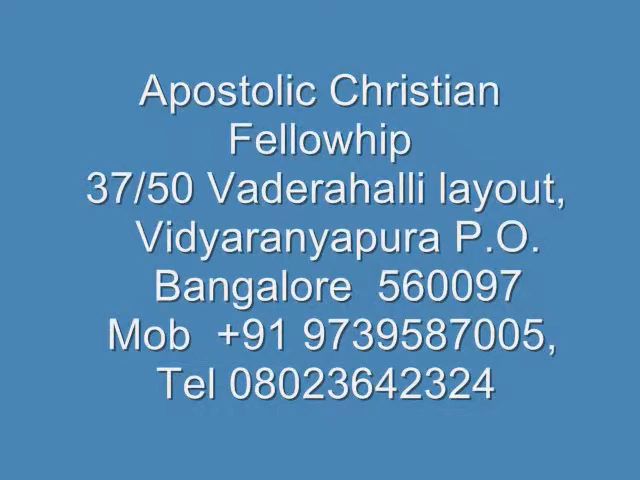 Apostolic Christian
Fellowhip
37/50 Vaderahalli layout,
Vidyaranyapura P.O.
Bangalore 560097
Mob +91 9739587005,
Tel 08023642324